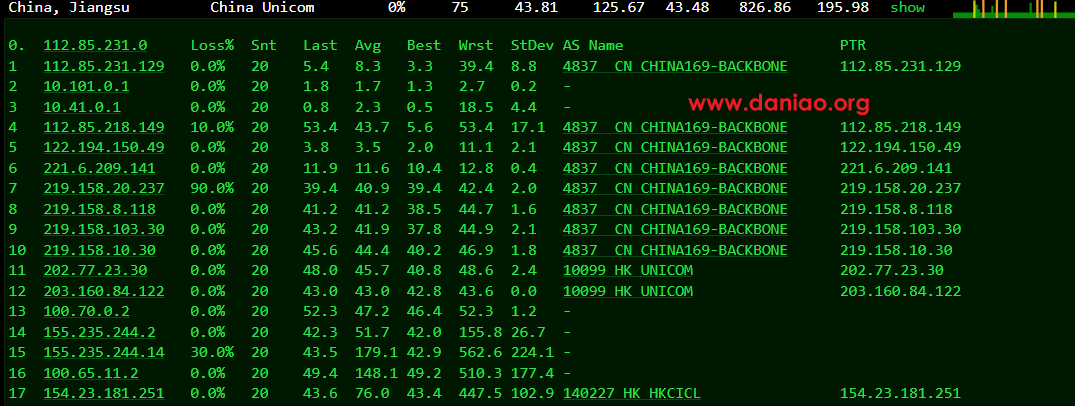 China, Jiangsu China Unicom 0% 75 43.81 125.67 43.48 826.86 195.98 show
0. 112.85.231.0 Loss% Snt Last Avg Best Wrst StDev AS Name PTR
1 112.85.231.129 0.0% 20 5.4 8.3 3.3 39.4 8.8 4837 CN CHINA169-BACKBONE 112.85.231.129
2 10.101.0.1 0.0% 20 1.8 1.7 1.3 2.7 0.2 -
www.daniao.org
3 10.41.0.1 0.0% 20 0.8 2.3 0.5 18.5 4.4 -
4 112.85.218.149 10.0% 20 53.4 43.7 5.6 53.4 17.1 4837 CN CHINA169-BACKBONE 112.85.218.149
5 122.194.150.49 0.0% 20 3.8 3.5 2.0 11.1 2.1 4837 CN CHINA169-BACKBONE 122.194.150.49
6 221.6.209.141 0.0% 20 11.9 11.6 10.4 12.8 0.4 4837 CN CHINA169-BACKBONE 221.6.209.141
7 219.158.20.237 90.0% 20 39.4 40.9 39.4 42.4 2.0 4837 CN CHINA169-BACKBONE 219.158.20.237
8 219.158.8.118 0.0% 20 41.2 41.2 38.5 44.7 1.6 4837 CN CHINA169-BACKBONE 219.158.8.118
9 219.158.103.30 0.0% 20 43.2 41.9 37.8 44.9 2.1 4837 CN CHINA169-BACKBONE 219.158.103.30
10 219.158.10.30 0.0% 20 45.6 44.4 40.2 46.9 1.8 4837 CN CHINA169-BACKBONE 219.158.10.30
11 202.77.23.30 0.0% 20 48.0 45.7 40.8 48.6 2.4 10099 HK UNICOM 202.77.23.30
12 203.160.84.122 0.0% 20 43.0 43.0 42.8 43.6 0.0 10099 HK UNICOM 203.160.84.122
13 100.70.0.2 0.0% 20 52.3 47.2 46.4 52.3 1.2 -
14 155.235.244.2 0.0% 20 42.3 51.7 42.0 155.8 26.7 -
15 155.235.244.14 30.0% 20 43.5 179.1 42.9 562.6 224.1 -
16 100.65.11.2 0.0% 20 49.4 148.1 49.2 510.3 177.4 -
17 154.23.181.251 0.0% 20 43.6 76.0 43.4 447.5 102.9 140227 HK HKCICL 154.23.181.251